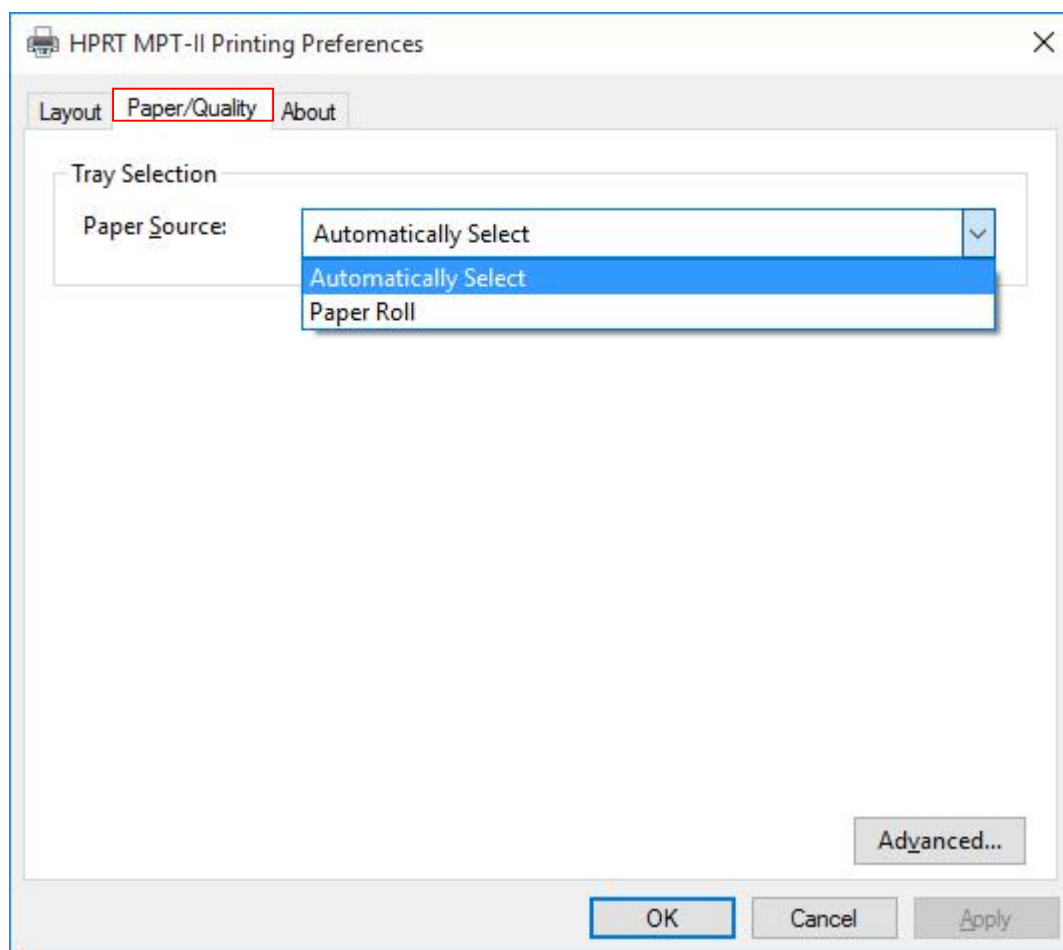 HPRT MPT-II Printing Preferences
Layout Paper/Quality About
Tray Selection
Paper Source: Automatically Select
Automatically Select
Paper Roll
Advanced...
OK Cancel Apply